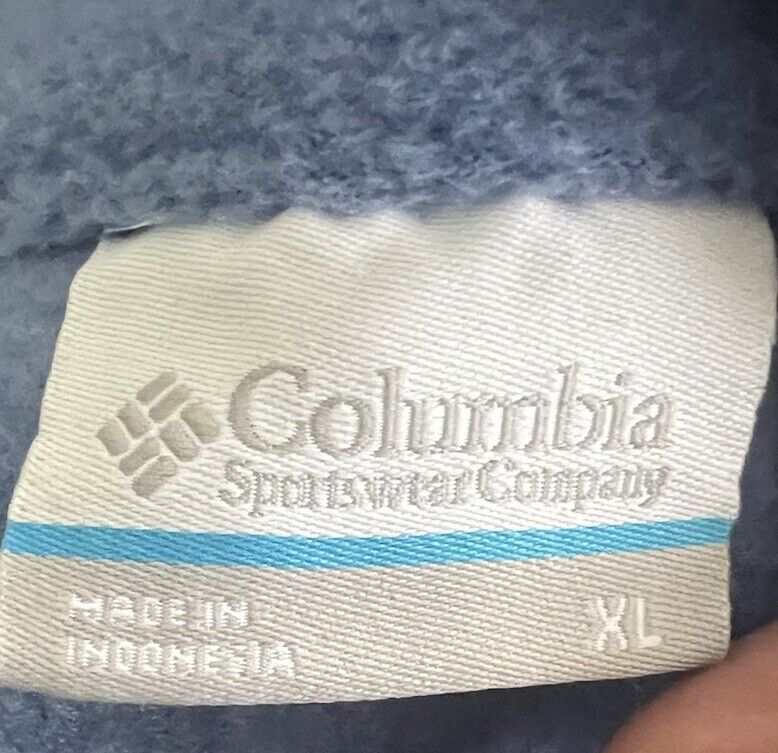 Columbia
Sportswear Company
MADE IN
INDONESIA
XL